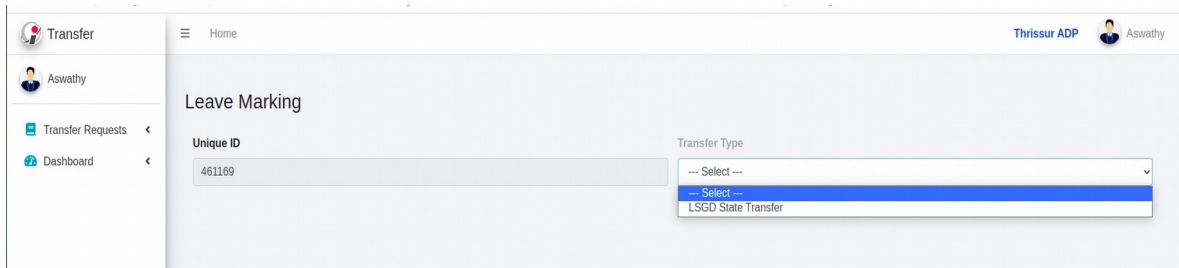 Transfer
Home
Thrissur ADP
Aswathy
Aswathy
Leave Marking
Transfer Requests
Dashboard
Unique ID
Transfer Type
461169
--- Select ---
--- Select ---
LSGD State Transfer